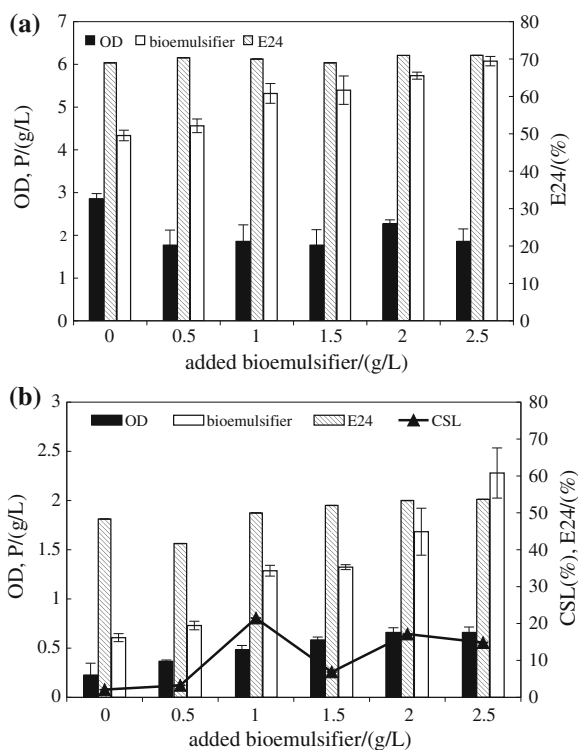 (a)
OD bioemulsifier E24
OD, P/(g/L)
7
6
5
4
3
2
1
0
80
70
60
50
40
30
20
10
0
E24/(%)
0 0.5 1 1.5 2 2.5
added bioemulsifier/(g/L)
(b)
OD bioemulsifier E24 CSL
OD, P/(g/L)
3
2.5
2
1.5
1
0.5
0
80
70
60
50
40
30
20
10
0
CSL(%), E24/(%)
0 0.5 1 1.5 2 2.5
added bioemulsifier/(g/L)